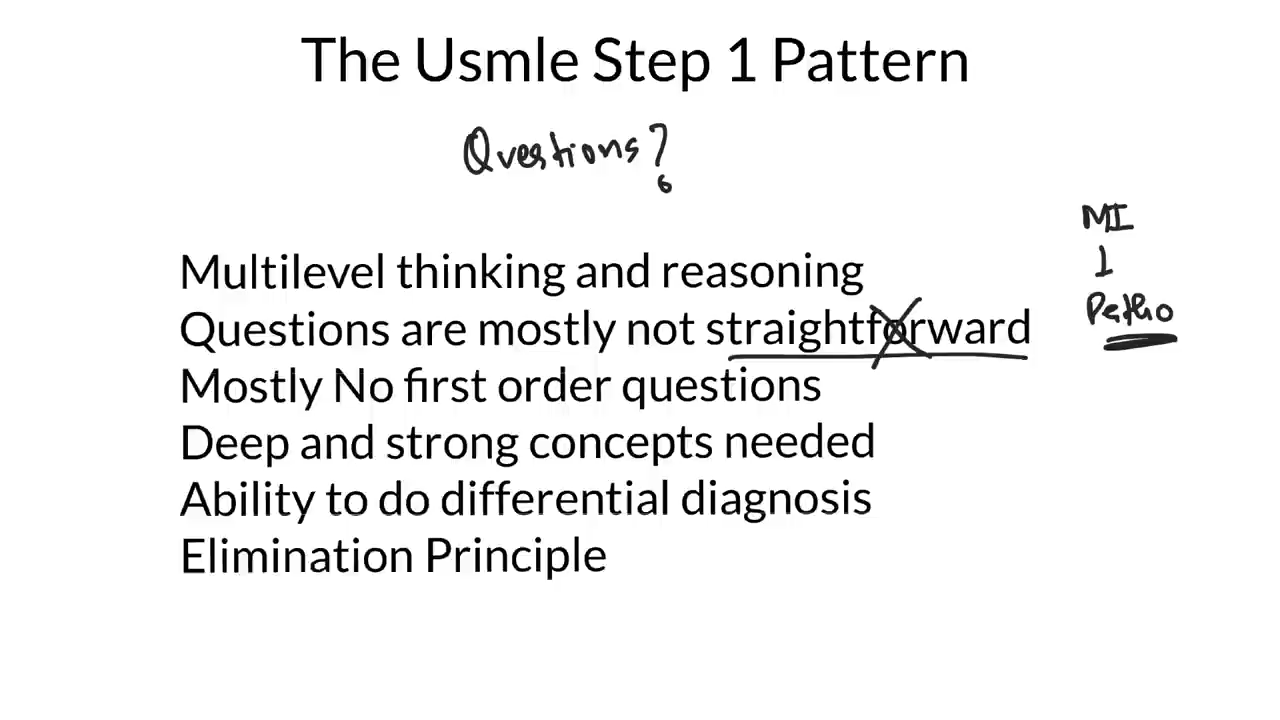 The Usmle Step 1 Pattern
Questions?
Multilevel thinking and reasoning
Questions are mostly not straightforward
Mostly No first order questions
Deep and strong concepts needed
Ability to do differential diagnosis
Elimination Principle
MI
Patho